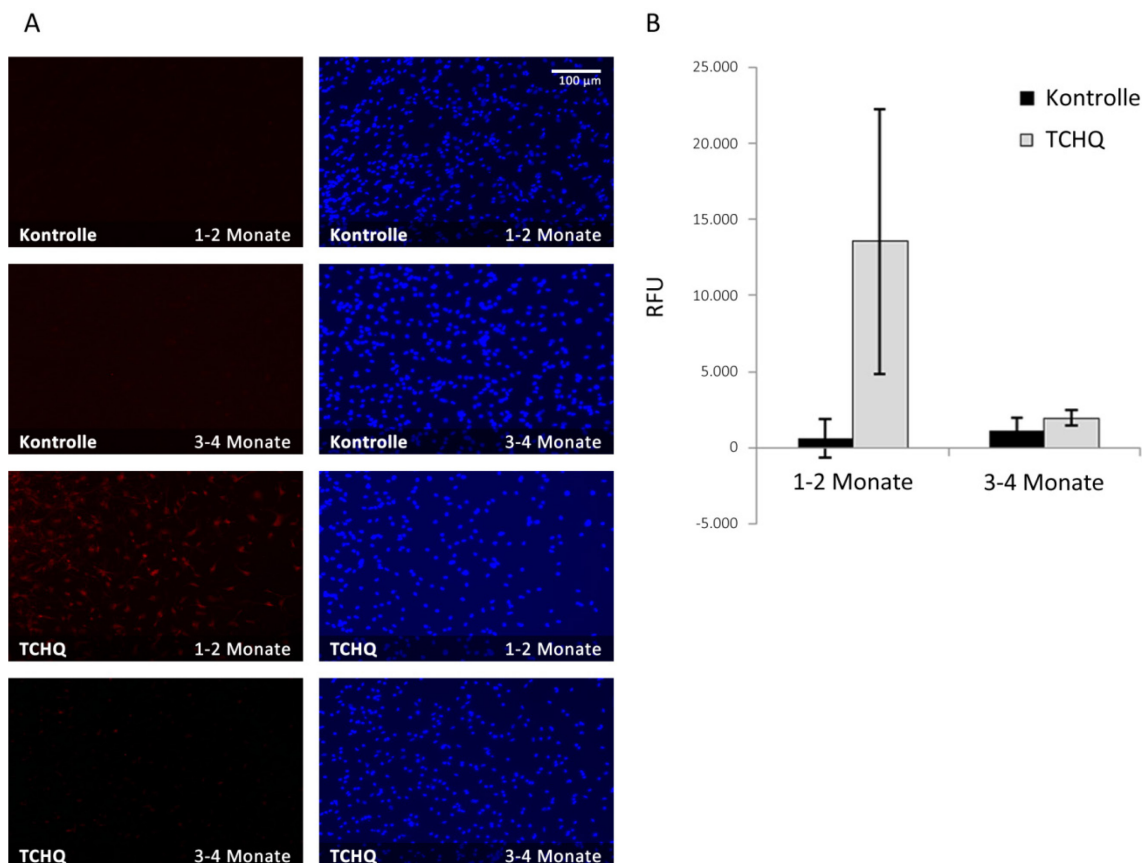 A
100 µm
Kontrolle 1-2 Monate
Kontrolle 1-2 Monate
Kontrolle 3-4 Monate
Kontrolle 3-4 Monate
TCHQ 1-2 Monate
TCHQ 1-2 Monate
TCHQ 3-4 Monate
TCHQ 3-4 Monate
B
25.000
20.000
15.000
10.000
5.000
0
-5.000
RFU
Kontrolle
TCHQ
1-2 Monate
3-4 Monate